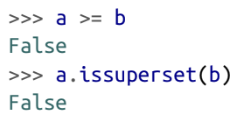 >>> a >= b
False
>>> a.issuperset(b)
False